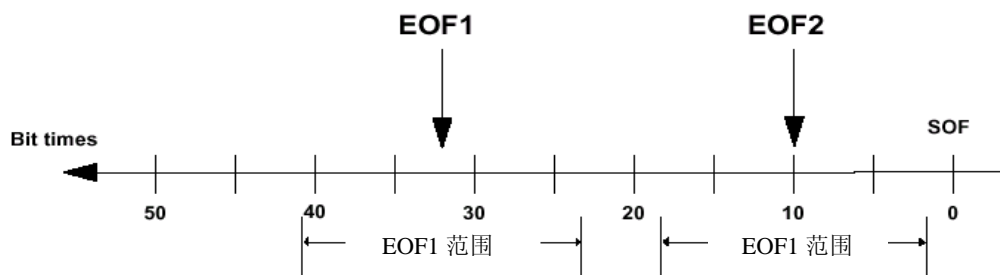 EOF1 EOF2
Bit times SOF
50 40 30 20 10 0
EOF1 范围 EOF1 范围